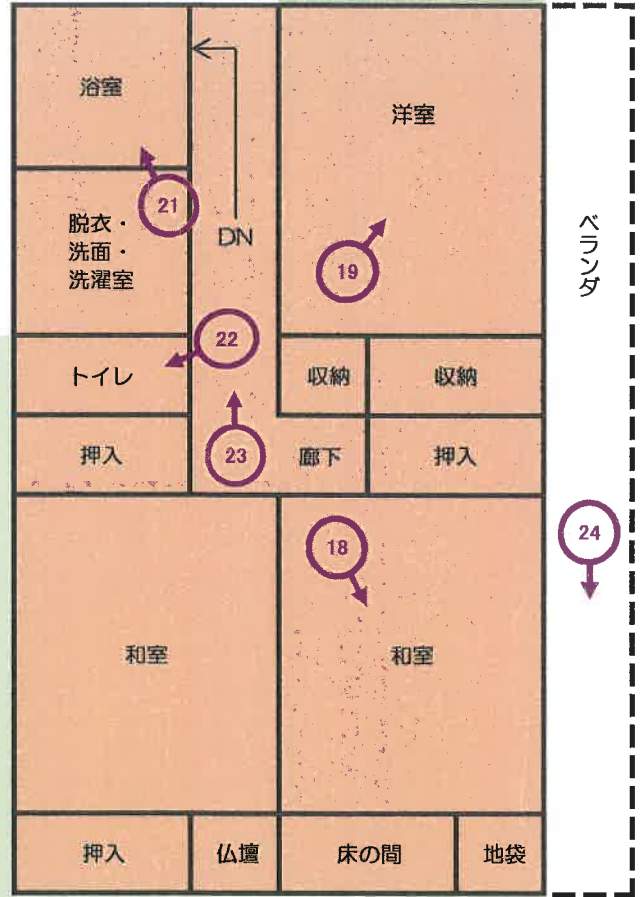 浴室
洋室
21
脱衣・
洗面・
洗濯室
DN
19
ベランダ
22
トイレ
収納
収納
押入
23
廊下
押入
18
24
和室
和室
押入
仏壇
床の間
地袋